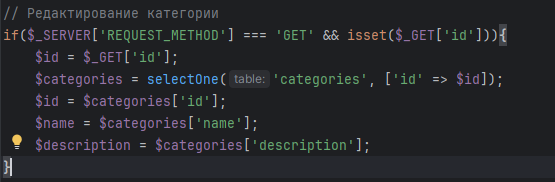 // Редактирование категории
if($_SERVER['REQUEST_METHOD'] === 'GET' && isset($_GET['id'])){
    $id = $_GET['id'];
    $categories = selectOne( table: 'categories', ['id' => $id]);
    $id = $categories['id'];
    $name = $categories['name'];
    $description = $categories['description'];
}